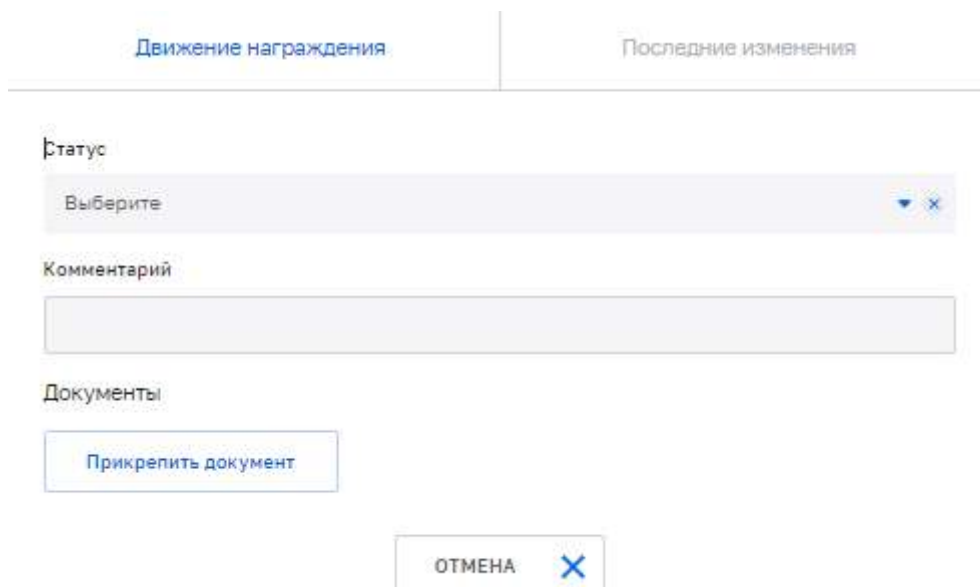 Движение награждения
Последние изменения
Статус
Выберите
Комментарий
Документы
Прикрепить документ
ОТМЕНА